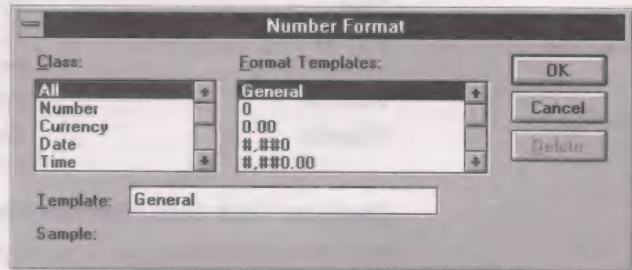 Number Format
Class:
All
Number
Currency
Date
Time
Format Templates:
General
0
0.00
#,##0
#,##0.00
OK
Cancel
Delete
Template: General
Sample: